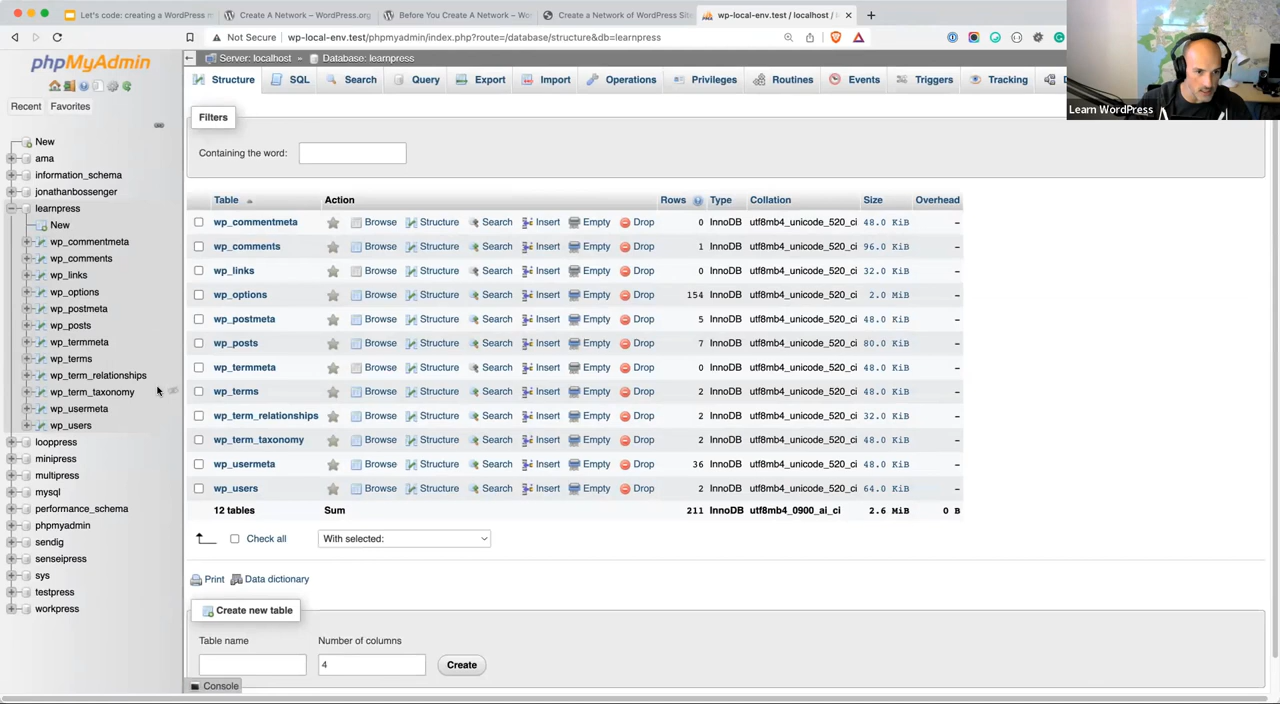 Let's code: creating a WordPress m
Create A Network – WordPress.org
Before You Create A Network – Wo
Create a Network of WordPress Site
wp-local-env.test / localhost /
Not Secure
wp-local-env.test/phpmyadmin/index.php?route=/database/structure&db=learnpress
phpMyAdmin
Recent
Favorites
New
ama
information_schema
jonathanbossenger
learnpress
New
wp_commentmeta
wp_comments
wp_links
wp_options
wp_postmeta
wp_posts
wp_termmeta
wp_terms
wp_term_relationships
wp_term_taxonomy
wp_usermeta
wp_users
looppress
minipress
multipress
mysql
performance_schema
phpmyadmin
sendig
senseipress
sys
testpress
workpress
Server: localhost » Database: learnpress
Structure SQL Search Query Export Import Operations Privileges Routines Events Triggers Tracking
Learn WordPress
Filters
Containing the word:
Table Action Rows Type Collation Size Overhead
wp_commentmeta Browse Structure Search Insert Empty Drop 0 InnoDB utf8mb4_unicode_520_ci 48.0 KiB –
wp_comments Browse Structure Search Insert Empty Drop 1 InnoDB utf8mb4_unicode_520_ci 96.0 KiB –
wp_links Browse Structure Search Insert Empty Drop 0 InnoDB utf8mb4_unicode_520_ci 32.0 KiB –
wp_options Browse Structure Search Insert Empty Drop 154 InnoDB utf8mb4_unicode_520_ci 2.0 MiB –
wp_postmeta Browse Structure Search Insert Empty Drop 5 InnoDB utf8mb4_unicode_520_ci 48.0 KiB –
wp_posts Browse Structure Search Insert Empty Drop 7 InnoDB utf8mb4_unicode_520_ci 80.0 KiB –
wp_termmeta Browse Structure Search Insert Empty Drop 0 InnoDB utf8mb4_unicode_520_ci 48.0 KiB –
wp_terms Browse Structure Search Insert Empty Drop 2 InnoDB utf8mb4_unicode_520_ci 48.0 KiB –
wp_term_relationships Browse Structure Search Insert Empty Drop 2 InnoDB utf8mb4_unicode_520_ci 32.0 KiB –
wp_term_taxonomy Browse Structure Search Insert Empty Drop 2 InnoDB utf8mb4_unicode_520_ci 48.0 KiB –
wp_usermeta Browse Structure Search Insert Empty Drop 36 InnoDB utf8mb4_unicode_520_ci 48.0 KiB –
wp_users Browse Structure Search Insert Empty Drop 2 InnoDB utf8mb4_unicode_520_ci 64.0 KiB –
12 tables Sum 211 InnoDB utf8mb4_0900_ai_ci 2.6 MiB 0 B
Check all With selected:
Print Data dictionary
Create new table
Table name Number of columns
4 Create
Console